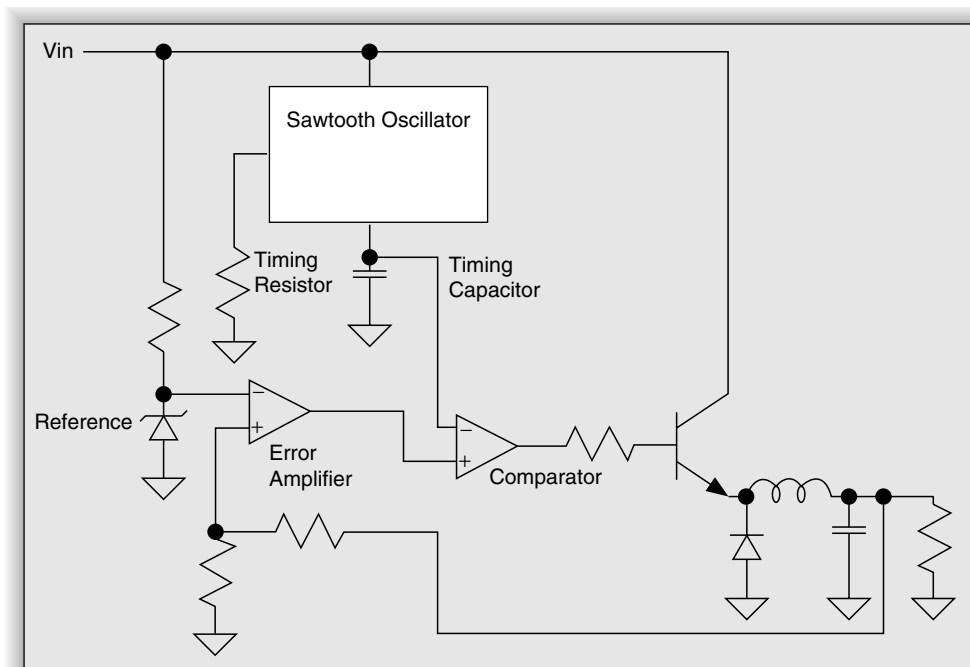 Vin
Sawtooth Oscillator
Timing
Resistor
Timing
Capacitor
Reference
−
+
Error
Amplifier
−
+
Comparator